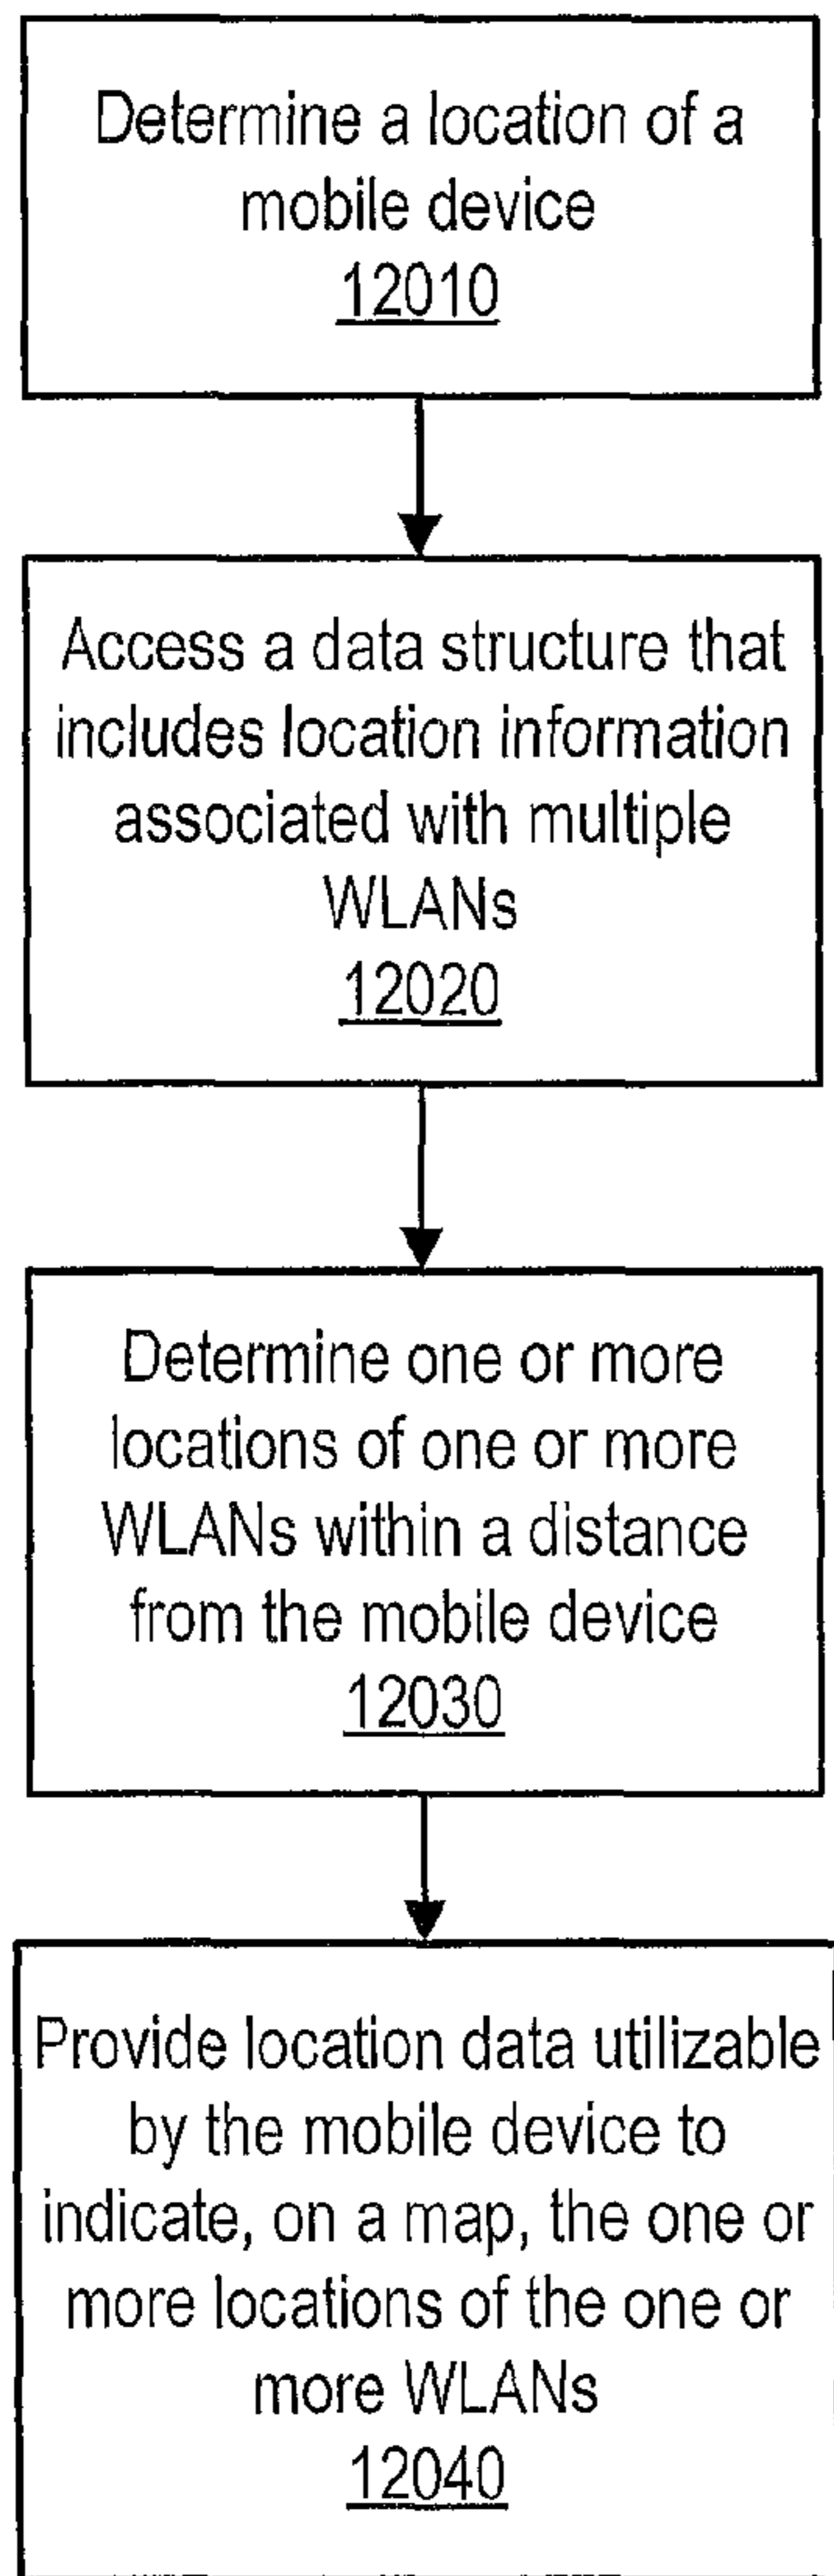 Determine a location of a
mobile device
12010
Access a data structure that
includes location information
associated with multiple
WLANs
12020
Determine one or more
locations of one or more
WLANs within a distance
from the mobile device
12030
Provide location data utilizable
by the mobile device to
indicate, on a map, the one or
more locations of the one or
more WLANs
12040